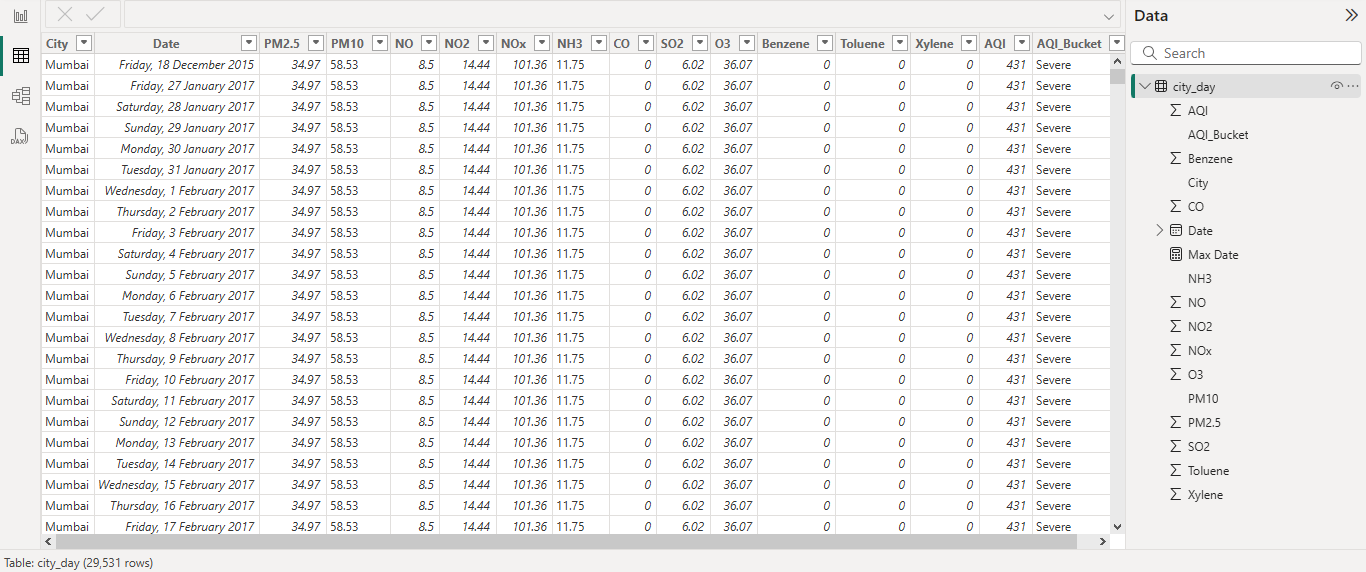 City Date PM2.5 PM10 NO NO2 NOx NH3 CO SO2 O3 Benzene Toluene Xylene AQI AQI_Bucket
Mumbai Friday, 18 December 2015 34.97 58.53 8.5 14.44 101.36 11.75 0 6.02 36.07 0 0 0 431 Severe
Mumbai Friday, 27 January 2017 34.97 58.53 8.5 14.44 101.36 11.75 0 6.02 36.07 0 0 0 431 Severe
Mumbai Saturday, 28 January 2017 34.97 58.53 8.5 14.44 101.36 11.75 0 6.02 36.07 0 0 0 431 Severe
Mumbai Sunday, 29 January 2017 34.97 58.53 8.5 14.44 101.36 11.75 0 6.02 36.07 0 0 0 431 Severe
Mumbai Monday, 30 January 2017 34.97 58.53 8.5 14.44 101.36 11.75 0 6.02 36.07 0 0 0 431 Severe
Mumbai Tuesday, 31 January 2017 34.97 58.53 8.5 14.44 101.36 11.75 0 6.02 36.07 0 0 0 431 Severe
Mumbai Wednesday, 1 February 2017 34.97 58.53 8.5 14.44 101.36 11.75 0 6.02 36.07 0 0 0 431 Severe
Mumbai Thursday, 2 February 2017 34.97 58.53 8.5 14.44 101.36 11.75 0 6.02 36.07 0 0 0 431 Severe
Mumbai Friday, 3 February 2017 34.97 58.53 8.5 14.44 101.36 11.75 0 6.02 36.07 0 0 0 431 Severe
Mumbai Saturday, 4 February 2017 34.97 58.53 8.5 14.44 101.36 11.75 0 6.02 36.07 0 0 0 431 Severe
Mumbai Sunday, 5 February 2017 34.97 58.53 8.5 14.44 101.36 11.75 0 6.02 36.07 0 0 0 431 Severe
Mumbai Monday, 6 February 2017 34.97 58.53 8.5 14.44 101.36 11.75 0 6.02 36.07 0 0 0 431 Severe
Mumbai Tuesday, 7 February 2017 34.97 58.53 8.5 14.44 101.36 11.75 0 6.02 36.07 0 0 0 431 Severe
Mumbai Wednesday, 8 February 2017 34.97 58.53 8.5 14.44 101.36 11.75 0 6.02 36.07 0 0 0 431 Severe
Mumbai Thursday, 9 February 2017 34.97 58.53 8.5 14.44 101.36 11.75 0 6.02 36.07 0 0 0 431 Severe
Mumbai Friday, 10 February 2017 34.97 58.53 8.5 14.44 101.36 11.75 0 6.02 36.07 0 0 0 431 Severe
Mumbai Saturday, 11 February 2017 34.97 58.53 8.5 14.44 101.36 11.75 0 6.02 36.07 0 0 0 431 Severe
Mumbai Sunday, 12 February 2017 34.97 58.53 8.5 14.44 101.36 11.75 0 6.02 36.07 0 0 0 431 Severe
Mumbai Monday, 13 February 2017 34.97 58.53 8.5 14.44 101.36 11.75 0 6.02 36.07 0 0 0 431 Severe
Mumbai Tuesday, 14 February 2017 34.97 58.53 8.5 14.44 101.36 11.75 0 6.02 36.07 0 0 0 431 Severe
Mumbai Wednesday, 15 February 2017 34.97 58.53 8.5 14.44 101.36 11.75 0 6.02 36.07 0 0 0 431 Severe
Mumbai Thursday, 16 February 2017 34.97 58.53 8.5 14.44 101.36 11.75 0 6.02 36.07 0 0 0 431 Severe
Mumbai Friday, 17 February 2017 34.97 58.53 8.5 14.44 101.36 11.75 0 6.02 36.07 0 0 0 431 Severe
Table: city_day (29,531 rows)
DAX
Data
Search
city_day
AQI
AQI_Bucket
Benzene
City
CO
Date
Max Date
NH3
NO
NO2
NOx
O3
PM10
PM2.5
SO2
Toluene
Xylene